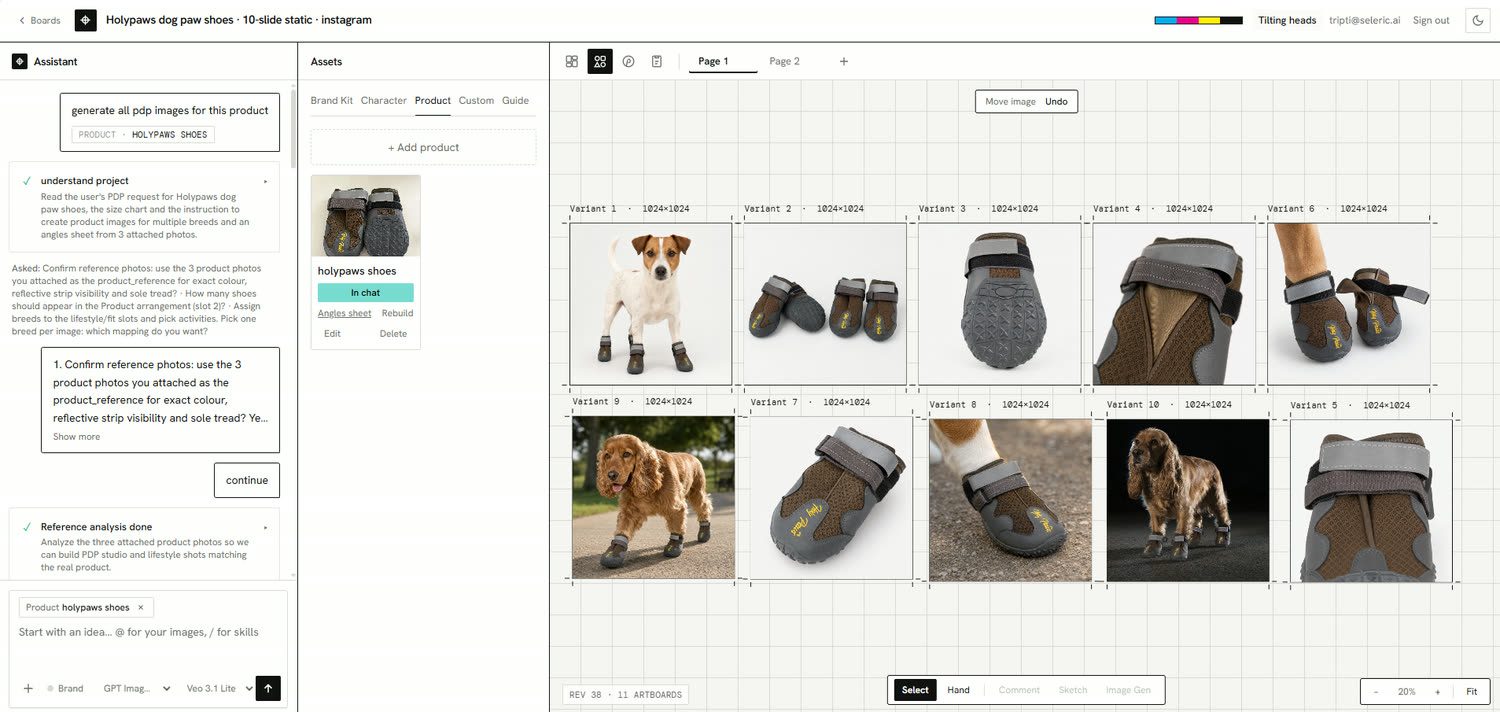 Boards
Holypaws dog paw shoes · 10-slide static · instagram
Tilting heads
tripti@seleric.ai
Sign out
Assistant
generate all pdp images for this product
PRODUCT · HOLYPAWS SHOES
understand project
Read the user's PDP request for Holypaws dog
paw shoes, the size chart and the instruction to
create product images for multiple breeds and an
angles sheet from 3 attached photos.
Asked: Confirm reference photos: use the 3 product photos
you attached as the product_reference for exact colour,
reflective strip visibility and sole tread? · How many shoes
should appear in the Product arrangement (slot 2)? · Assign
breeds to the lifestyle/fit slots and pick activities. Pick one
breed per image: which mapping do you want?
1. Confirm reference photos: use the 3
product photos you attached as the
product_reference for exact colour,
reflective strip visibility and sole tread? Ye...
Show more
continue
Reference analysis done
Analyze the three attached product photos so we
can build PDP studio and lifestyle shots matching
the real product.
Product holypaws shoes ×
Start with an idea... @ for your images, / for skills
+ Brand GPT Imag... Veo 3.1 Lite
Assets
Brand Kit Character Product Custom Guide
+ Add product
holypaws shoes
In chat
Angles sheet Rebuild
Edit Delete
Page 1 Page 2 +
Move image Undo
Variant 1 · 1024×1024
Variant 2 · 1024×1024
Variant 3 · 1024×1024
Variant 4 · 1024×1024
Variant 6 · 1024×1024
Holy Paws
Variant 9 · 1024×1024
Variant 7 · 1024×1024
Variant 8 · 1024×1024
Variant 10 · 1024×1024
Variant 5 · 1024×1024
Holy Paws
Holy Paws
REV 38 · 11 ARTBOARDS
Select Hand Comment Sketch Image Gen
− 20% + Fit